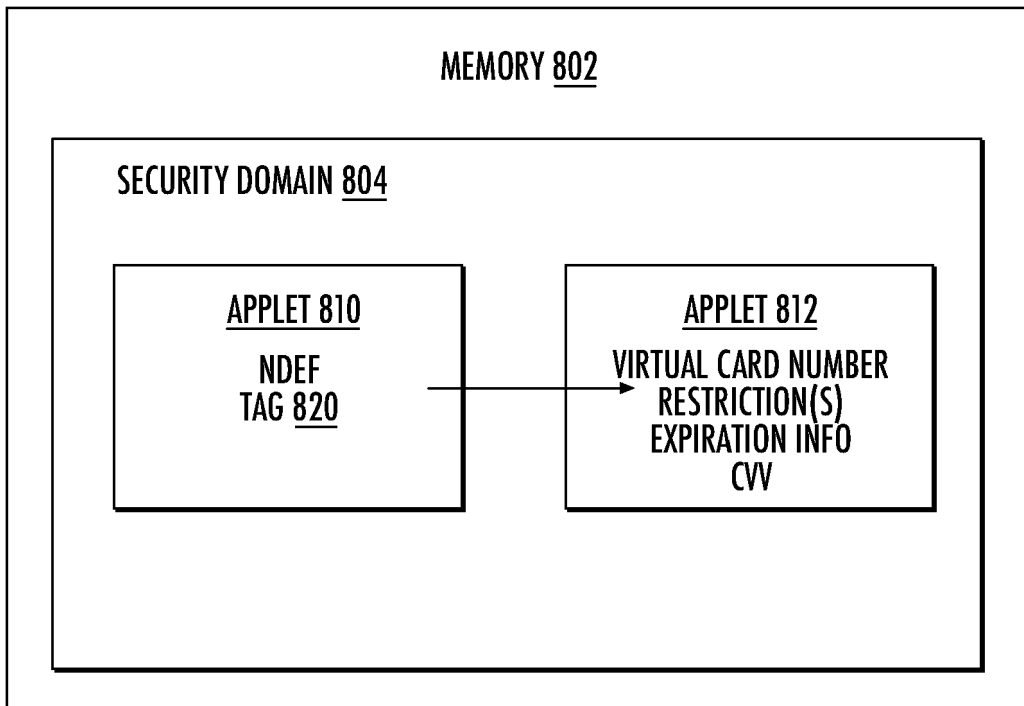 MEMORY 802
SECURITY DOMAIN 804
APPLET 810
NDEF
TAG 820
APPLET 812
VIRTUAL CARD NUMBER
RESTRICTION(S)
EXPIRATION INFO
CVV